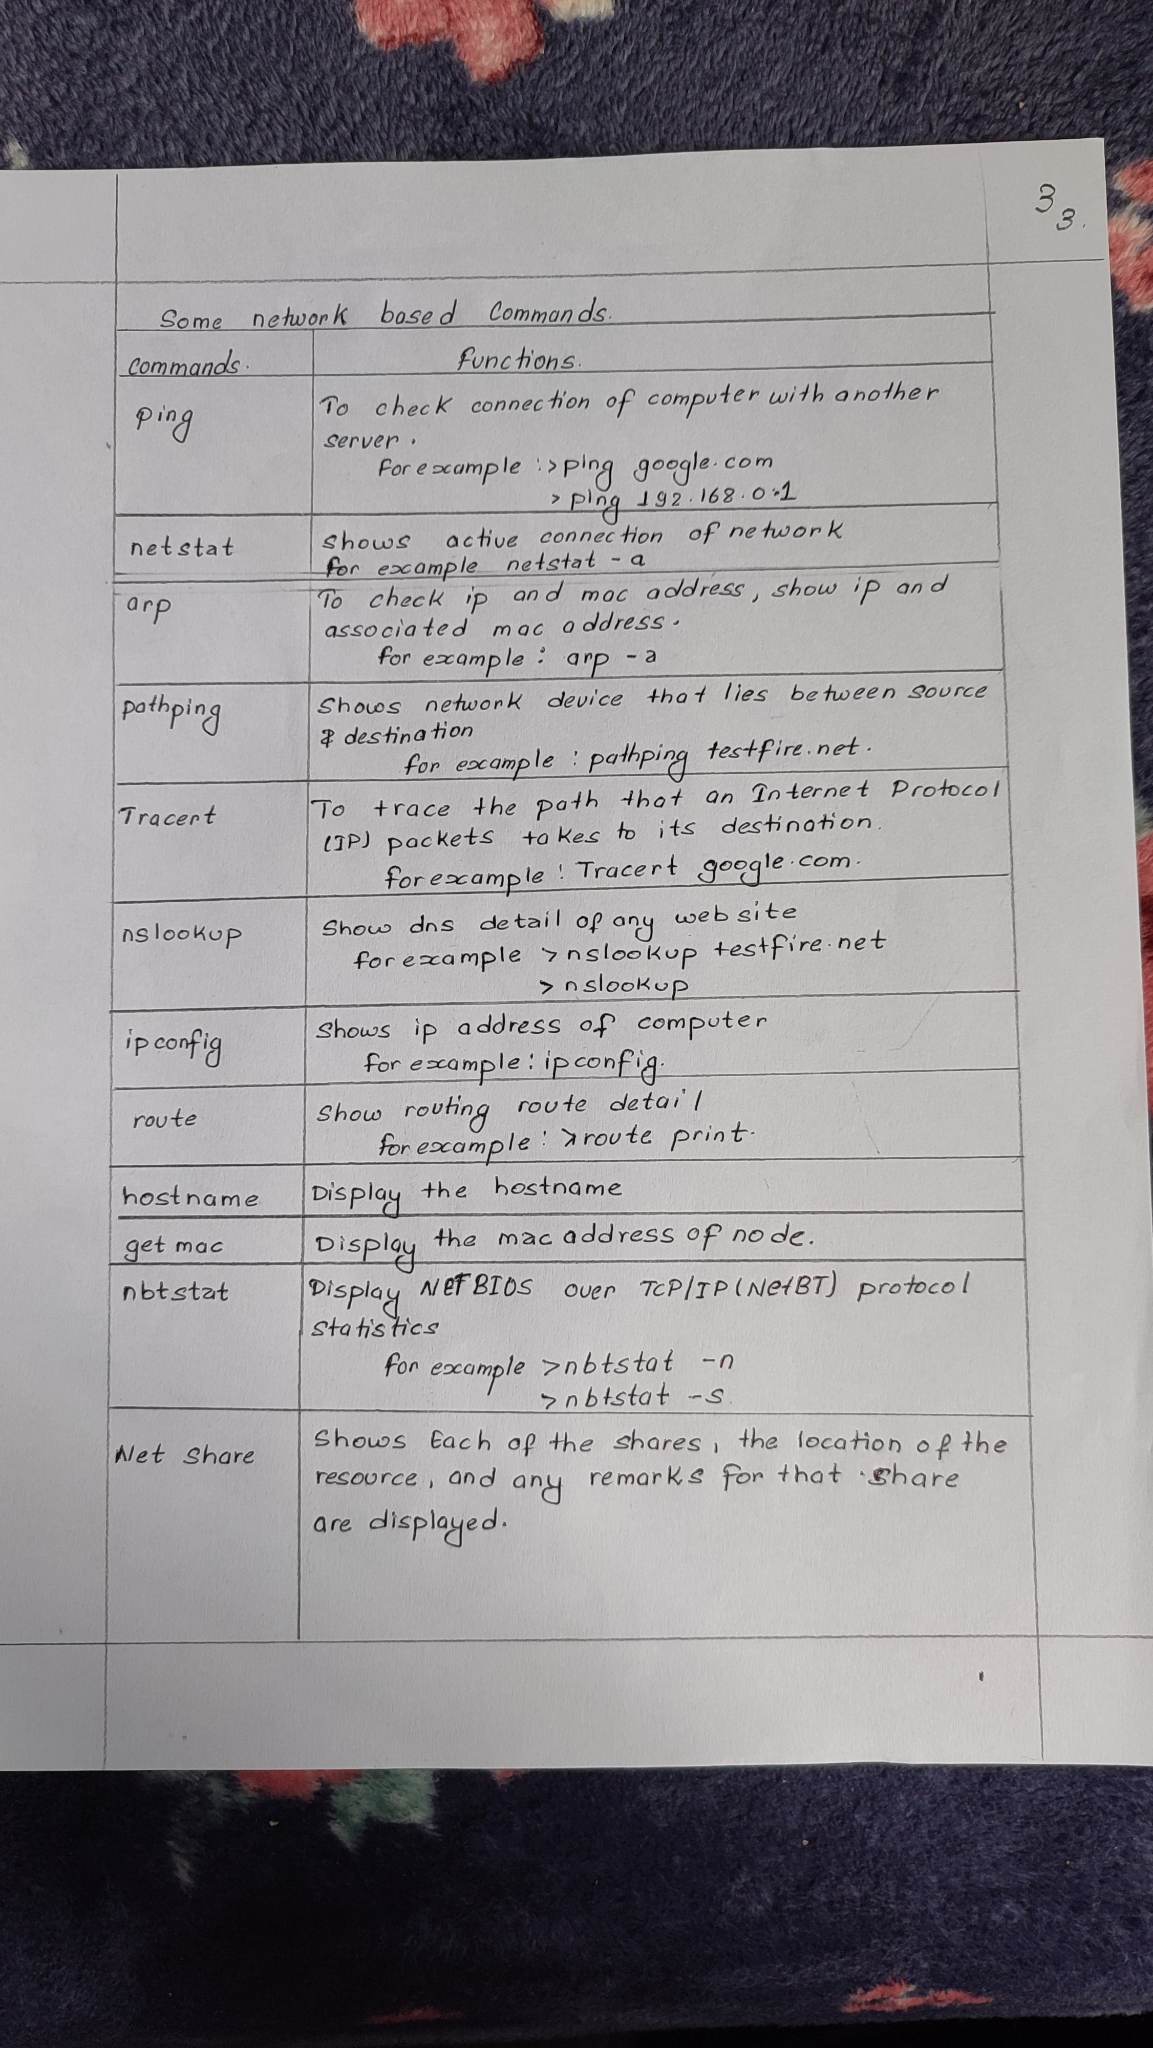 33.
Some network based Commands.
Commands. Functions.
ping To check connection of computer with another
server.
For example :>ping google.com
>ping 192.168.0.1
netstat Shows active connection of network
for example netstat -a
arp To check ip and mac address, show ip and
associated mac address.
for example : arp -a
pathping Shows network device that lies between source
& destination
for example : pathping testfire.net.
Tracert To trace the path that an Internet Protocol
(IP) packets takes to its destination.
for example : Tracert google.com.
nslookup Show dns detail of any website
for example >nslookup testfire.net
>nslookup
ipconfig Shows ip address of computer
for example : ipconfig.
route Show routing route detail
for example : >route print.
hostname Display the hostname
getmac Display the mac address of node.
nbtstat Display NETBIOS over TCP/IP (NetBT) protocol
statistics
for example >nbtstat -n
>nbtstat -s.
Net Share Shows Each of the shares, the location of the
resource, and any remarks for that share
are displayed.